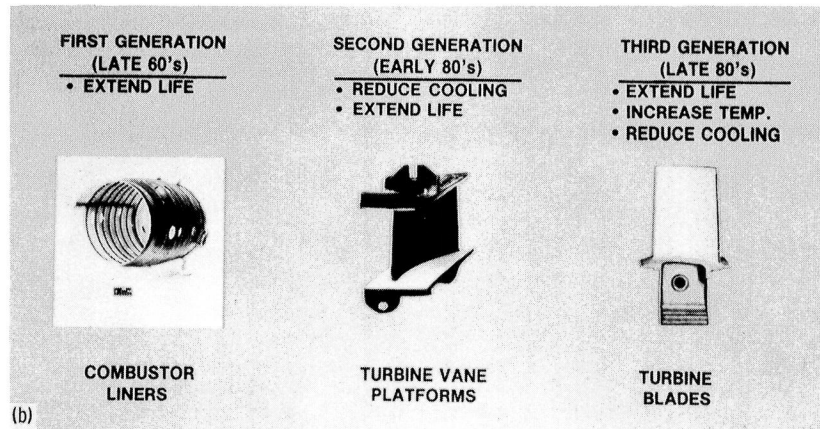 FIRST GENERATION
(LATE 60's)
• EXTEND LIFE
SECOND GENERATION
(EARLY 80's)
• REDUCE COOLING
• EXTEND LIFE
THIRD GENERATION
(LATE 80's)
• EXTEND LIFE
• INCREASE TEMP.
• REDUCE COOLING
COMBUSTOR
LINERS
TURBINE VANE
PLATFORMS
TURBINE
BLADES
(b)